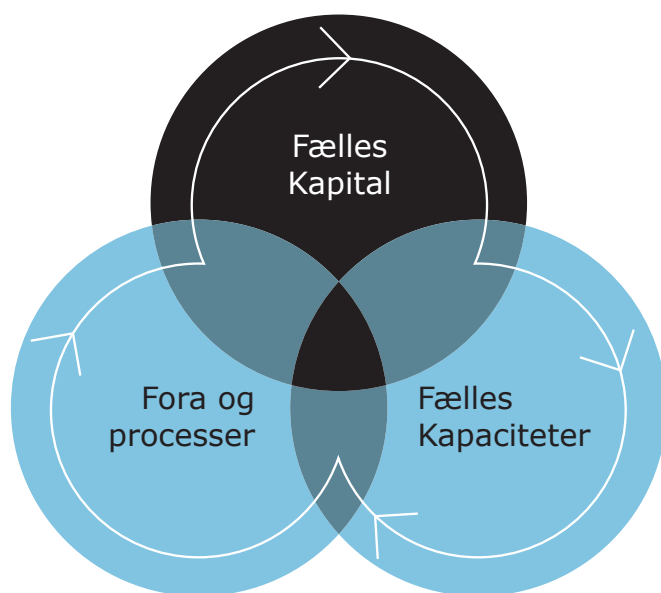 Fælles
Kapital
Fora og
processer
Fælles
Kapaciteter